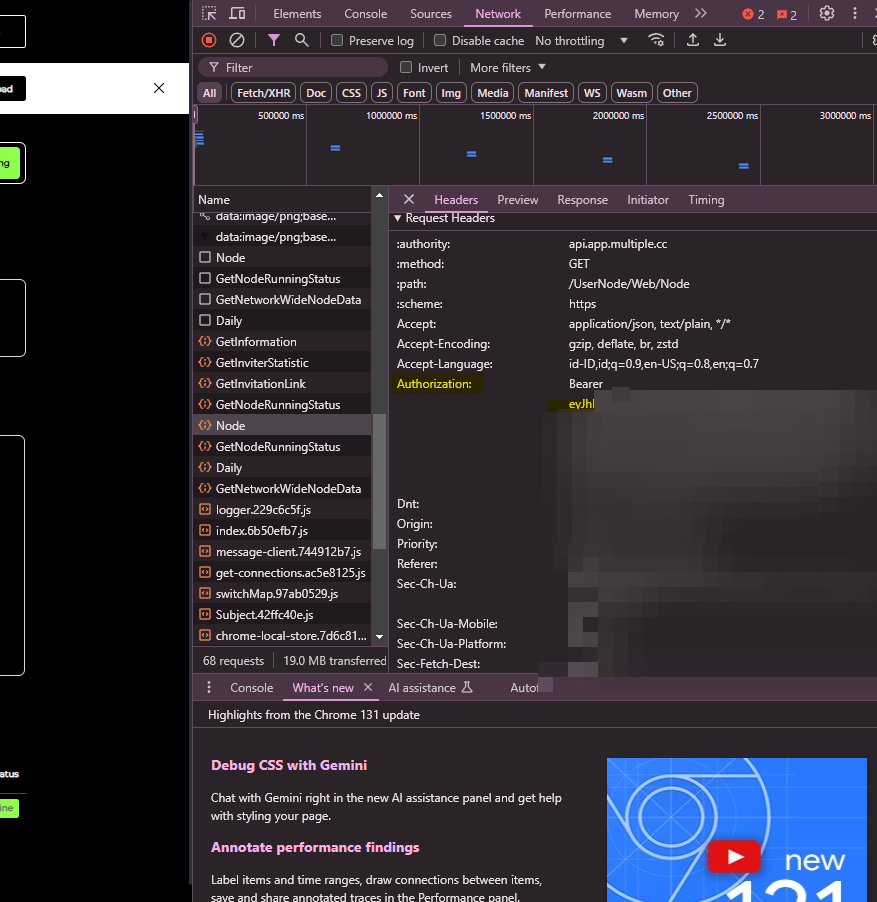 Elements Console Sources Network Performance Memory 2 2
Preserve log Disable cache No throttling
Filter Invert More filters
All Fetch/XHR Doc CSS JS Font Img Media Manifest WS Wasm Other
500000 ms 1000000 ms 1500000 ms 2000000 ms 2500000 ms 3000000 ms
Name
data:image/png;base...
data:image/png;base...
Node
GetNodeRunningStatus
GetNetworkWideNodeData
Daily
GetInformation
GetInviterStatistic
GetInvitationLink
GetNodeRunningStatus
Node
GetNodeRunningStatus
Daily
GetNetworkWideNodeData
logger.229c6c5f.js
index.6b50efb7.js
message-client.744912b7.js
get-connections.ac5e8125.js
switchMap.97ab0529.js
Subject.42ffc40e.js
chrome-local-store.7d6c81...
68 requests 19.0 MB transferred
Headers Preview Response Initiator Timing
Request Headers
:authority: api.app.multiple.cc
:method: GET
:path: /UserNode/Web/Node
:scheme: https
Accept: application/json, text/plain, */*
Accept-Encoding: gzip, deflate, br, zstd
Accept-Language: id-ID,id;q=0.9,en-US;q=0.8,en;q=0.7
Authorization: Bearer
eyJhl
Dnt:
Origin:
Priority:
Referer:
Sec-Ch-Ua:
Sec-Ch-Ua-Mobile:
Sec-Ch-Ua-Platform:
Sec-Fetch-Dest:
Console What's new AI assistance
Highlights from the Chrome 131 update
Debug CSS with Gemini
Chat with Gemini right in the new AI assistance panel and get help
with styling your page.
Annotate performance findings
Label items and time ranges, draw connections between items,
save and share annotated traces in the Performance panel.
new
131